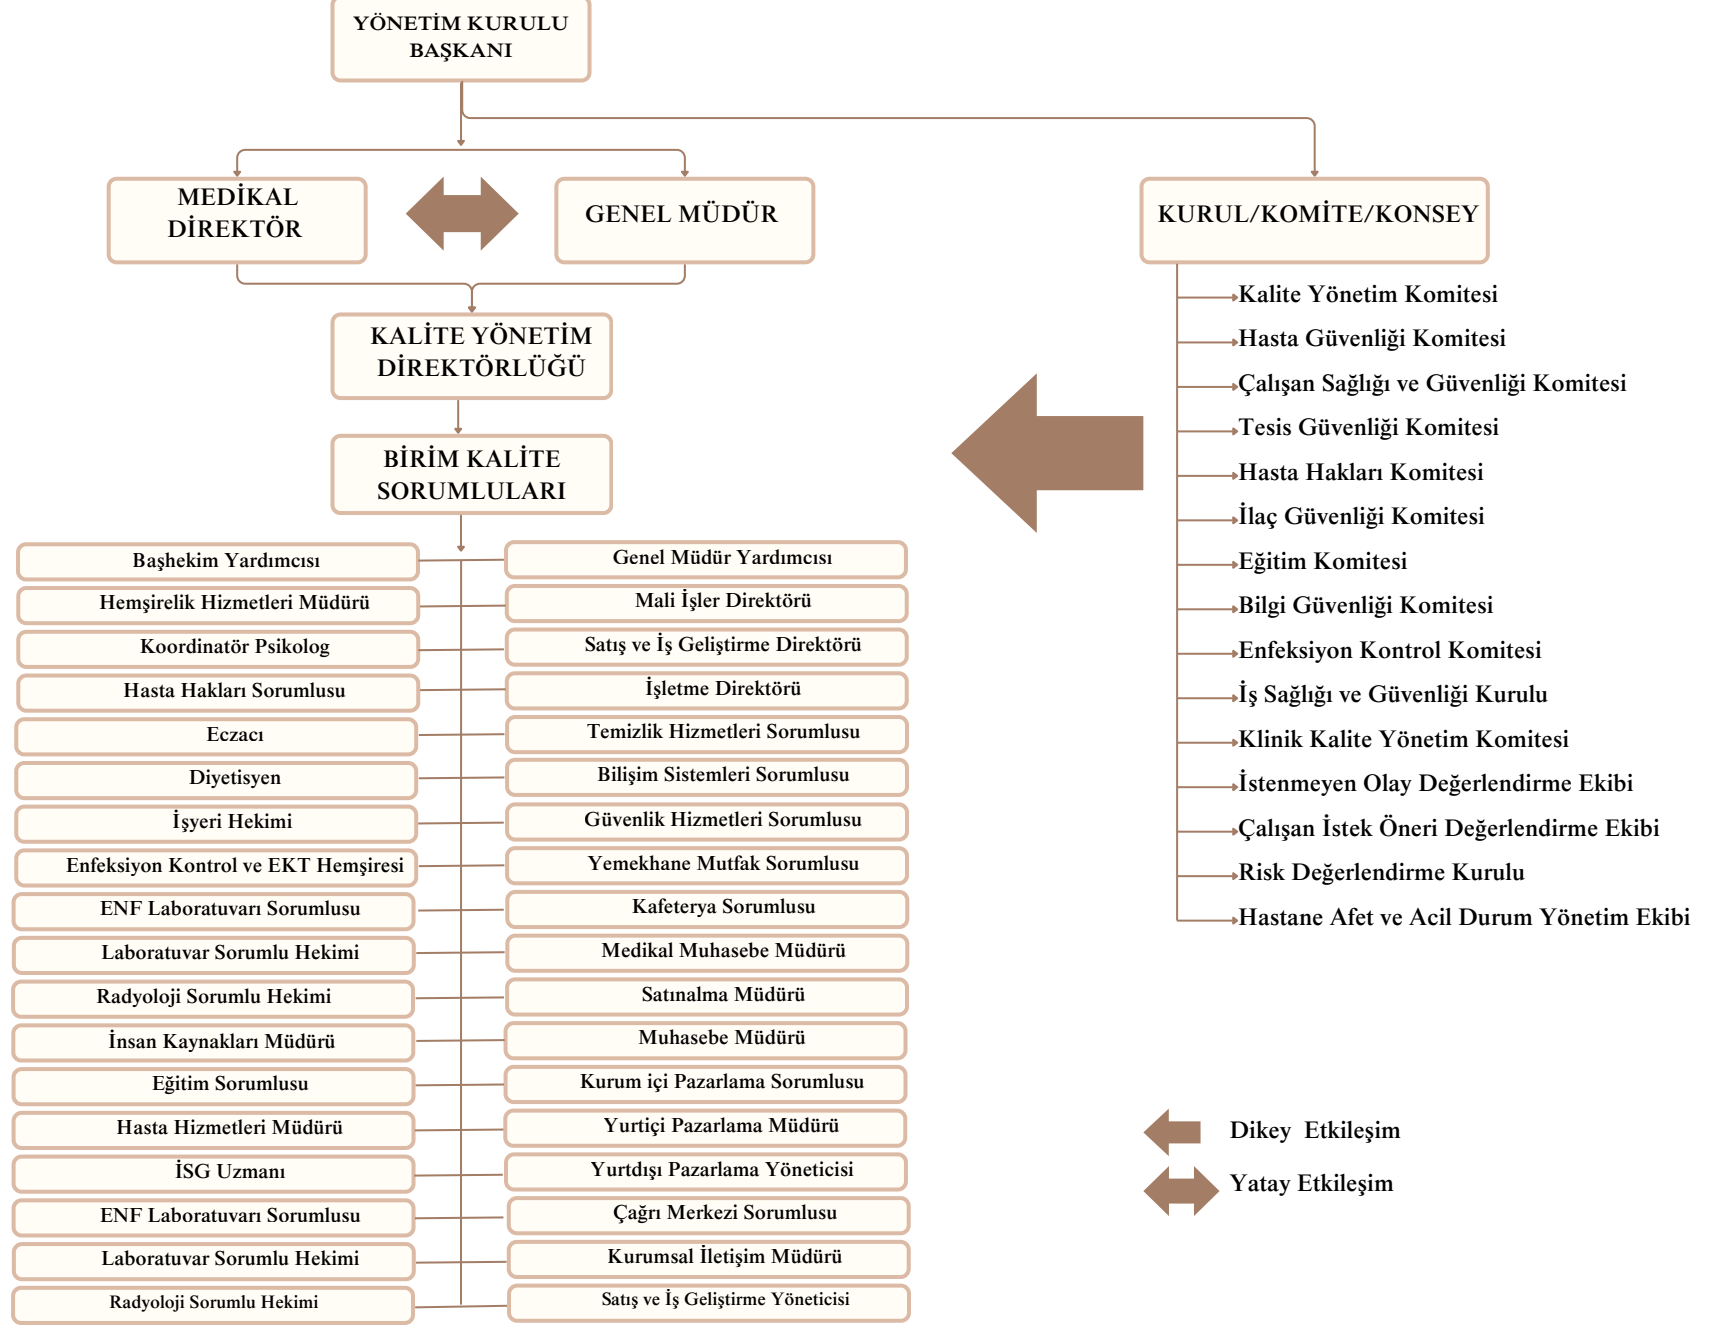 YÖNETİM KURULU
BAŞKANI
MEDİKAL
DİREKTÖR
GENEL MÜDÜR
KURUL/KOMİTE/KONSEY
KALİTE YÖNETİM
DİREKTÖRLÜĞÜ
BİRİM KALİTE
SORUMLULARI
Başhekim Yardımcısı
Hemşirelik Hizmetleri Müdürü
Koordinatör Psikolog
Hasta Hakları Sorumlusu
Eczacı
Diyetisyen
İşyeri Hekimi
Enfeksiyon Kontrol ve EKT Hemşiresi
ENF Laboratuvarı Sorumlusu
Laboratuvar Sorumlu Hekimi
Radyoloji Sorumlu Hekimi
İnsan Kaynakları Müdürü
Eğitim Sorumlusu
Hasta Hizmetleri Müdürü
İSG Uzmanı
ENF Laboratuvarı Sorumlusu
Laboratuvar Sorumlu Hekimi
Radyoloji Sorumlu Hekimi
Genel Müdür Yardımcısı
Mali İşler Direktörü
Satış ve İş Geliştirme Direktörü
İşletme Direktörü
Temizlik Hizmetleri Sorumlusu
Bilişim Sistemleri Sorumlusu
Güvenlik Hizmetleri Sorumlusu
Yemekhane Mutfak Sorumlusu
Kafeterya Sorumlusu
Medikal Muhasebe Müdürü
Satınalma Müdürü
Muhasebe Müdürü
Kurum içi Pazarlama Sorumlusu
Yurtiçi Pazarlama Müdürü
Yurtdışı Pazarlama Yöneticisi
Çağrı Merkezi Sorumlusu
Kurumsal İletişim Müdürü
Satış ve İş Geliştirme Yöneticisi
Kalite Yönetim Komitesi
Hasta Güvenliği Komitesi
Çalışan Sağlığı ve Güvenliği Komitesi
Tesis Güvenliği Komitesi
Hasta Hakları Komitesi
İlaç Güvenliği Komitesi
Eğitim Komitesi
Bilgi Güvenliği Komitesi
Enfeksiyon Kontrol Komitesi
İş Sağlığı ve Güvenliği Kurulu
Klinik Kalite Yönetim Komitesi
İstenmeyen Olay Değerlendirme Ekibi
Çalışan İstek Öneri Değerlendirme Ekibi
Risk Değerlendirme Kurulu
Hastane Afet ve Acil Durum Yönetim Ekibi
Dikey Etkileşim
Yatay Etkileşim